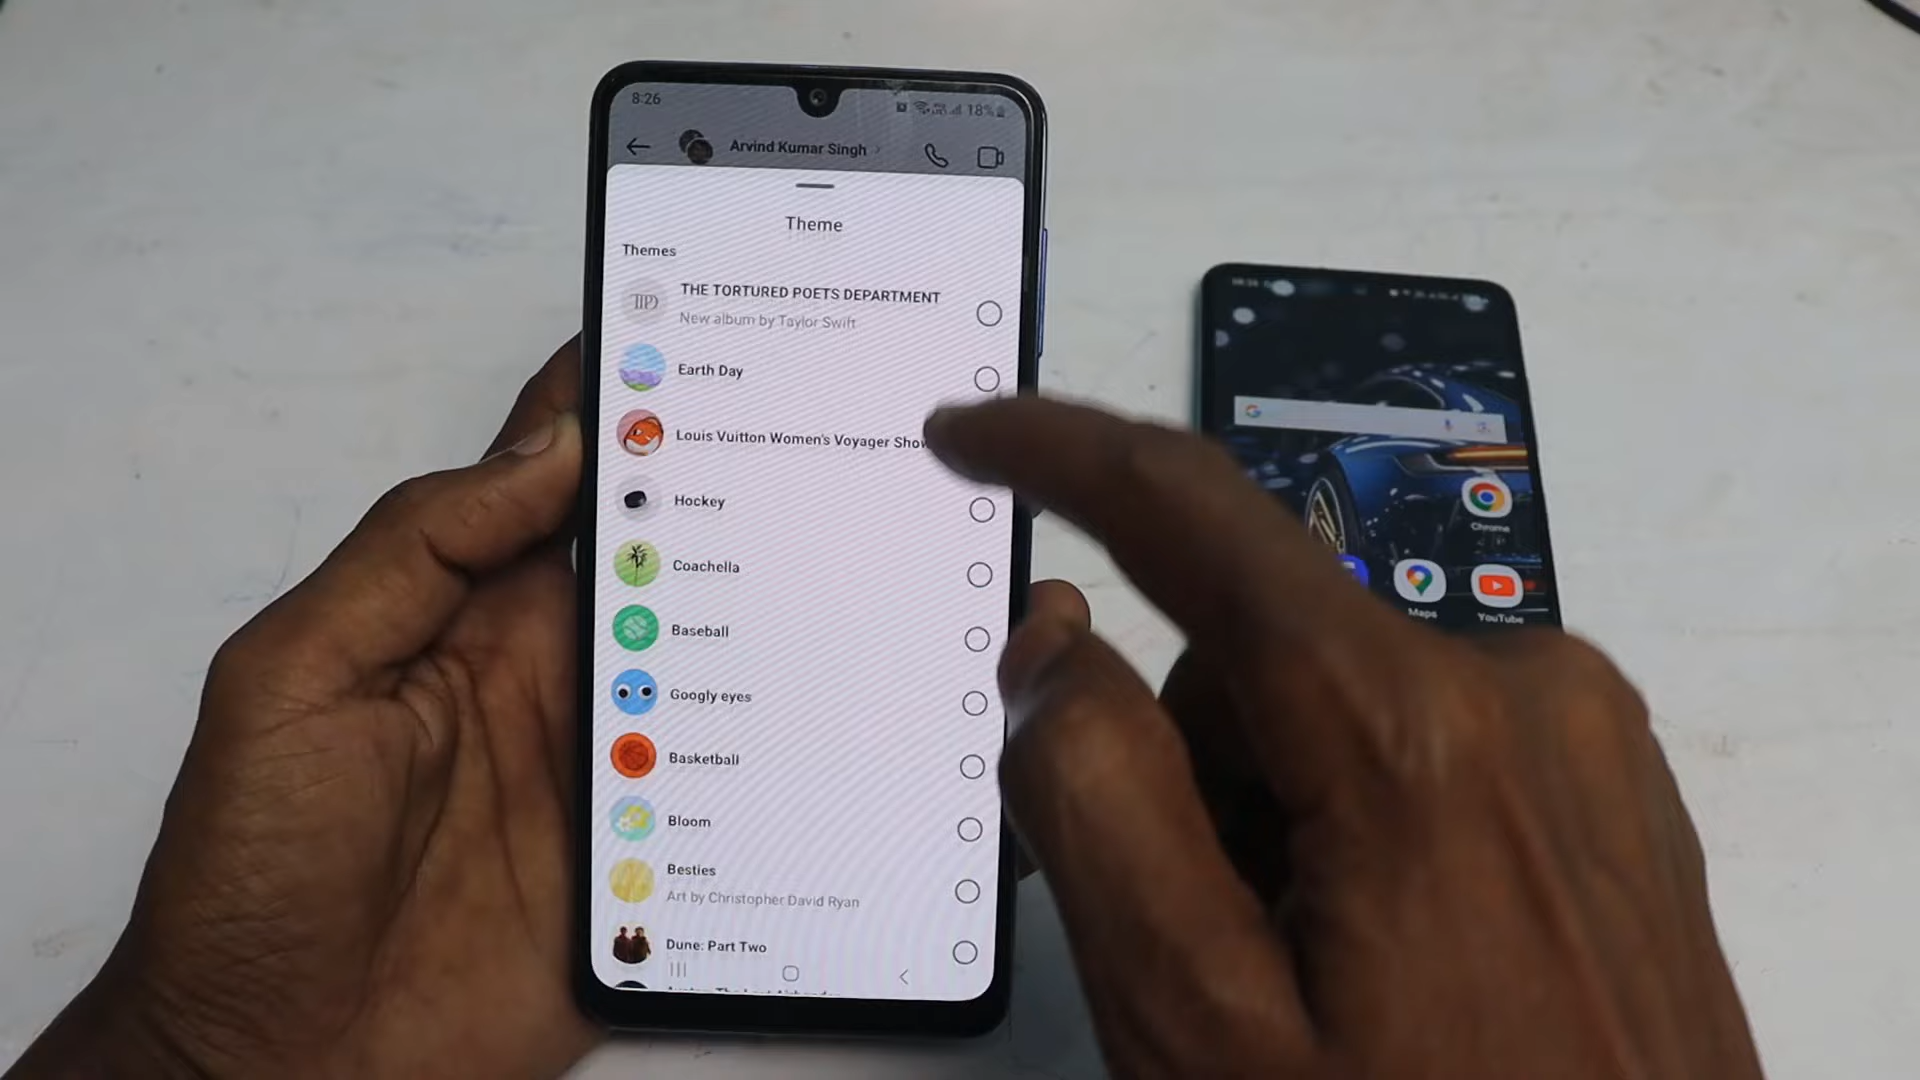 8:26
18%
Arvind Kumar Singh
Theme
Themes
TTPD
THE TORTURED POETS DEPARTMENT
New album by Taylor Swift
Earth Day
Louis Vuitton Women's Voyager Show
Hockey
Coachella
Baseball
Googly eyes
Basketball
Bloom
Besties
Art by Christopher David Ryan
Dune: Part Two
Chrome
Maps
YouTube